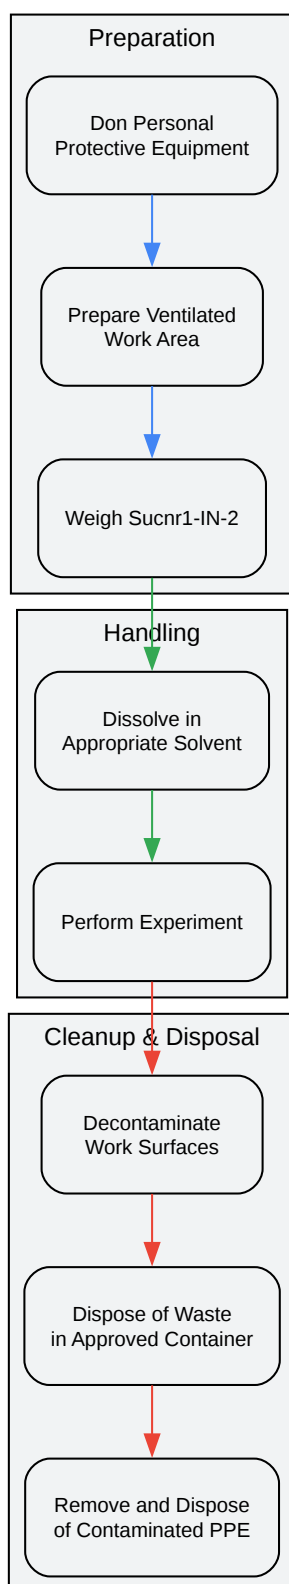 Preparation
Don Personal
Protective Equipment
Prepare Ventilated
Work Area
Weigh Sucnr1-IN-2
Handling
Dissolve in
Appropriate Solvent
Perform Experiment
Cleanup & Disposal
Decontaminate
Work Surfaces
Dispose of Waste
in Approved Container
Remove and Dispose
of Contaminated PPE